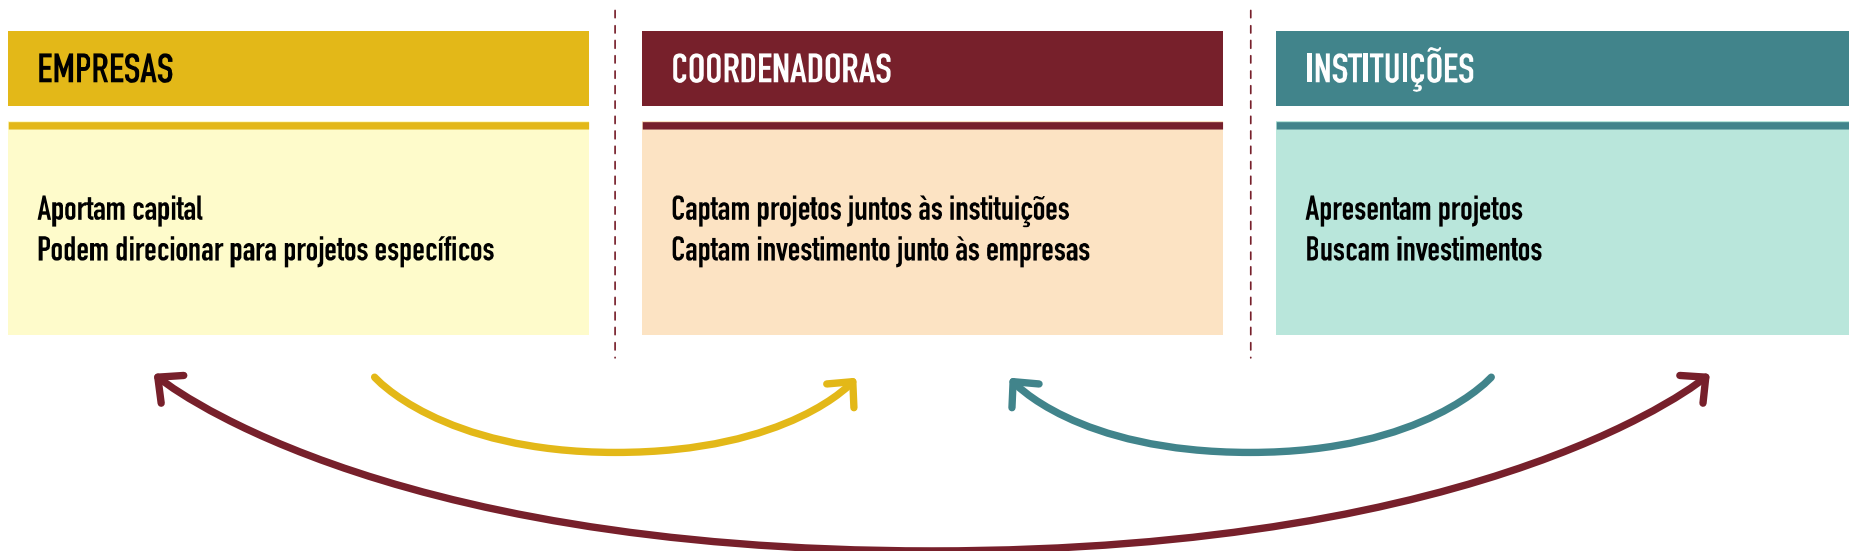 EMPRESAS
Aportam capital
Podem direcionar para projetos específicos
COORDENADORAS
Captam projetos juntos às instituições
Captam investimento junto às empresas
INSTITUIÇÕES
Apresentam projetos
Buscam investimentos